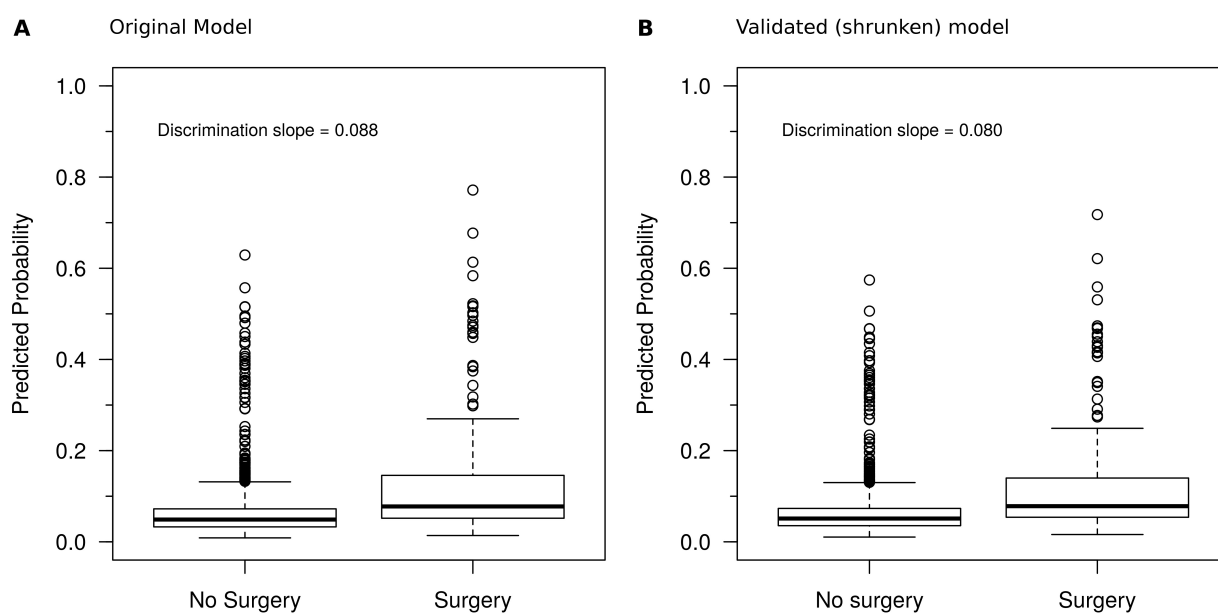 A Original Model
Discrimination slope = 0.088
Predicted Probability
1.0
0.8
0.6
0.4
0.2
0.0
No Surgery Surgery
B Validated (shrunken) model
Discrimination slope = 0.080
Predicted Probability
1.0
0.8
0.6
0.4
0.2
0.0
No surgery Surgery